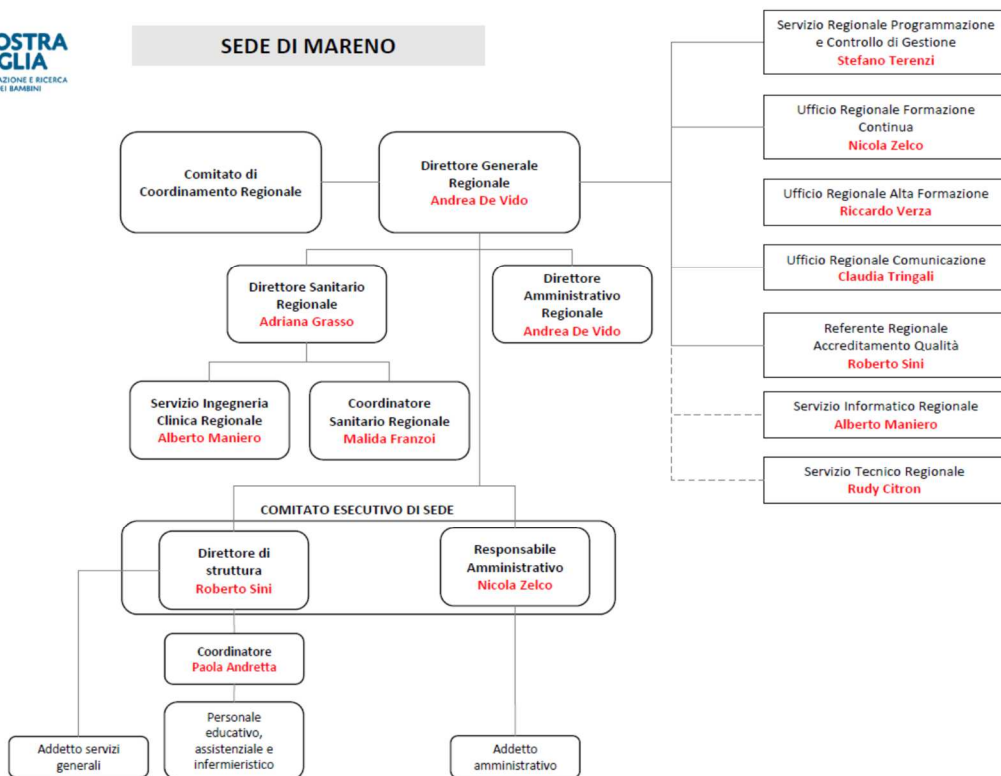 OSTRA
GLIA
AZIONE E RICERCA
EI BAMBINI
SEDE DI MARENO
Servizio Regionale Programmazione
e Controllo di Gestione
Stefano Terenzi
Ufficio Regionale Formazione
Continua
Nicola Zelco
Ufficio Regionale Alta Formazione
Riccardo Verza
Ufficio Regionale Comunicazione
Claudia Tringali
Referente Regionale
Accreditamento Qualità
Roberto Sini
Servizio Informatico Regionale
Alberto Maniero
Servizio Tecnico Regionale
Rudy Citron
Comitato di
Coordinamento Regionale
Direttore Generale
Regionale
Andrea De Vido
Direttore Sanitario
Regionale
Adriana Grasso
Direttore
Amministrativo
Regionale
Andrea De Vido
Servizio Ingegneria
Clinica Regionale
Alberto Maniero
Coordinatore
Sanitario Regionale
Malida Franzoi
COMITATO ESECUTIVO DI SEDE
Direttore di
struttura
Roberto Sini
Responsabile
Amministrativo
Nicola Zelco
Coordinatore
Paola Andretta
Personale
educativo,
assistenziale e
infermieristico
Addetto servizi
generali
Addetto
amministrativo